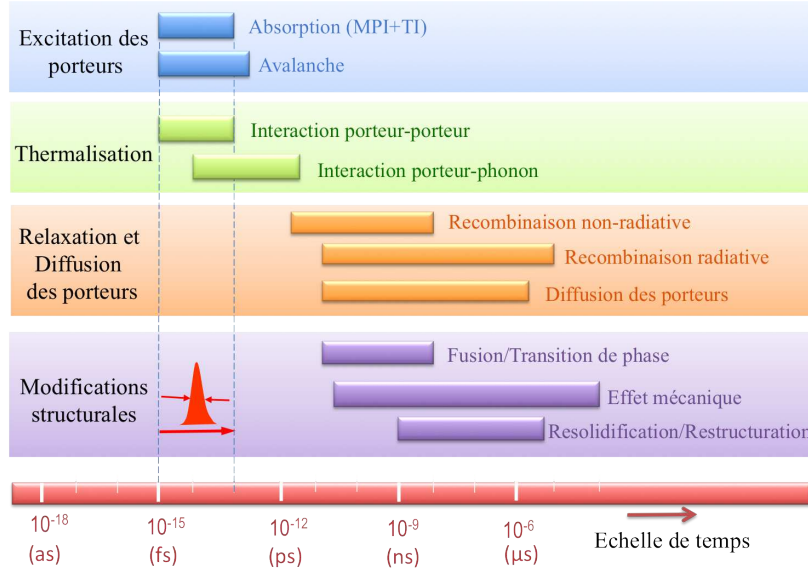 Excitation des
porteurs
Absorption (MPI+TI)
Avalanche
Thermalisation
Interaction porteur-porteur
Interaction porteur-phonon
Relaxation et
Diffusion
des porteurs
Recombinaison non-radiative
Recombinaison radiative
Diffusion des porteurs
Modifications
structurales
Fusion/Transition de phase
Effet mécanique
Resolidification/Restructuration
10⁻¹⁸ 10⁻¹⁵ 10⁻¹² 10⁻⁹ 10⁻⁶
(as) (fs) (ps) (ns) (µs)
Echelle de temps